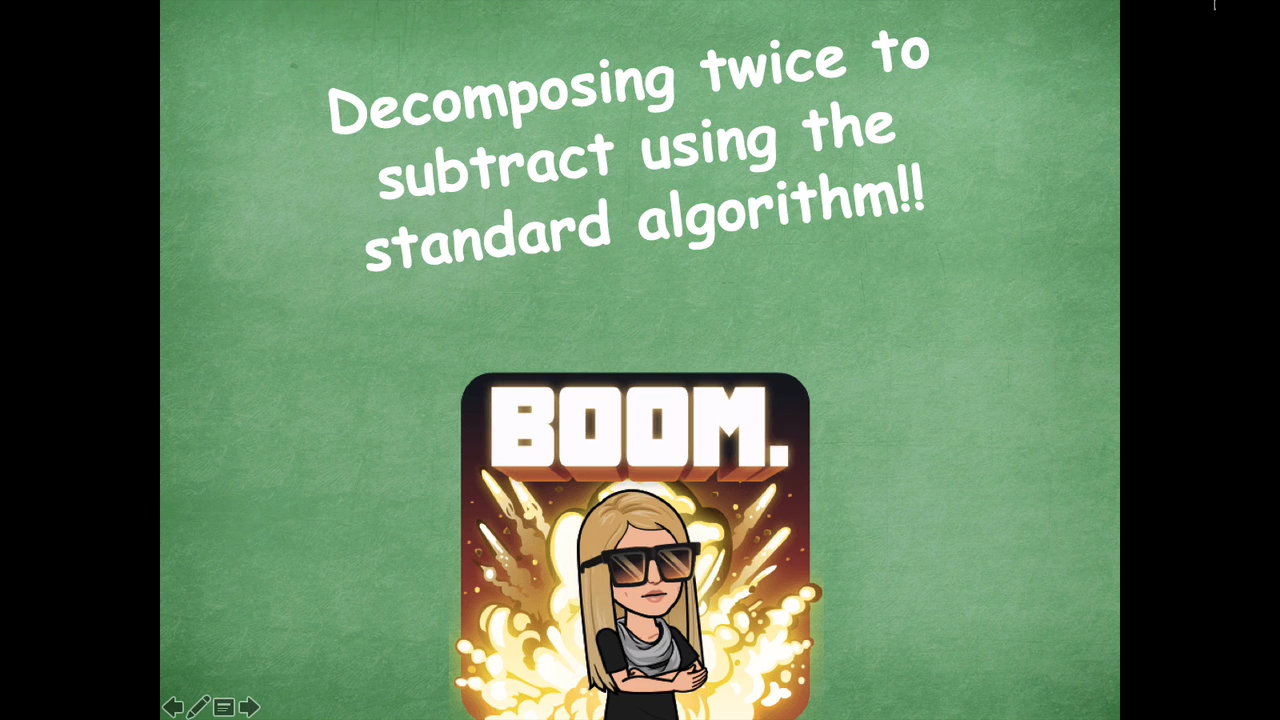 Decomposing twice to
subtract using the
standard algorithm!!
BOOM.